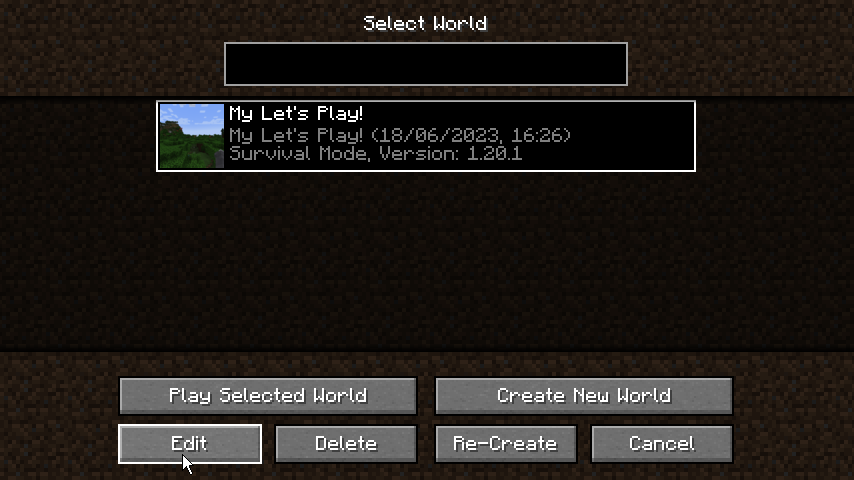 Select World
My Let's Play!
My Let's Play! (18/06/2023, 16:26)
Survival Mode, Version: 1.20.1
Play Selected World
Create New World
Edit
Delete
Re-Create
Cancel